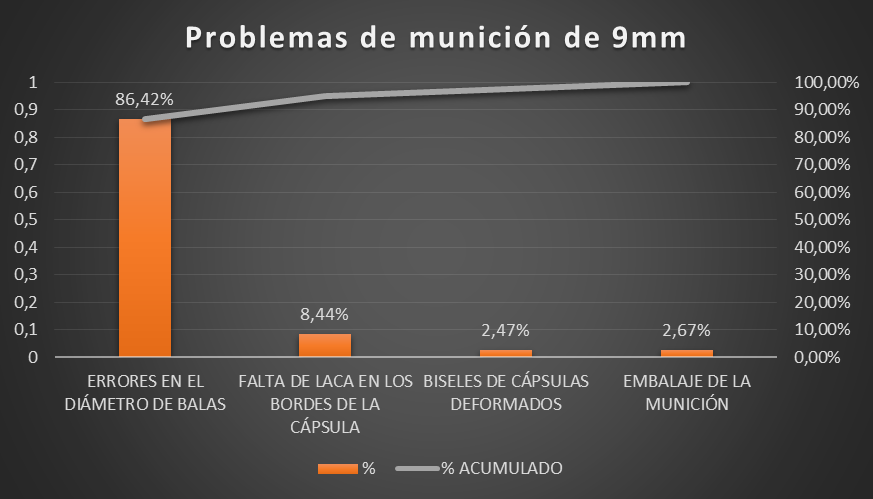 Problemas de munición de 9mm
1
0,9
0,8
0,7
0,6
0,5
0,4
0,3
0,2
0,1
0
100,00%
90,00%
80,00%
70,00%
60,00%
50,00%
40,00%
30,00%
20,00%
10,00%
0,00%
86,42%
8,44%
2,47%
2,67%
ERRORES EN EL
DIÁMETRO DE BALAS
FALTA DE LACA EN LOS
BORDES DE LA
CÁPSULA
BISELES DE CÁPSULAS
DEFORMADOS
EMBALAJE DE LA
MUNICIÓN
%
% ACUMULADO